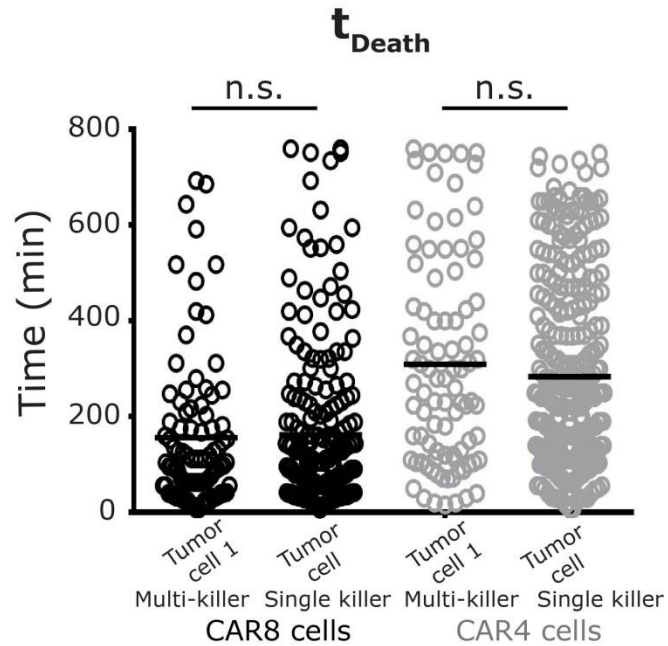 tDeath
n.s. n.s.
800
600
400
200
0
Time (min)
Tumor cell 1 Tumor cell Tumor cell 1 Tumor cell
Multi-killer Single killer Multi-killer Single killer
CAR8 cells CAR4 cells